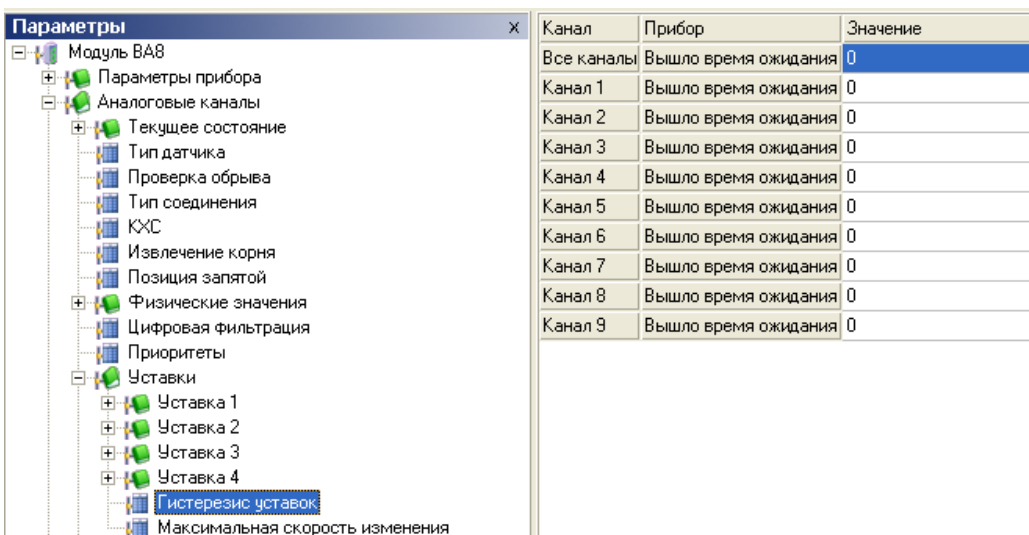 Параметры
Модуль ВА8
Параметры прибора
Аналоговые каналы
Текущее состояние
Тип датчика
Проверка обрыва
Тип соединения
КХС
Извлечение корня
Позиция запятой
Физические значения
Цифровая фильтрация
Приоритеты
Уставки
Уставка 1
Уставка 2
Уставка 3
Уставка 4
Гистерезис уставок
Максимальная скорость изменения
Канал Прибор Значение
Все каналы Вышло время ожидания 0
Канал 1 Вышло время ожидания 0
Канал 2 Вышло время ожидания 0
Канал 3 Вышло время ожидания 0
Канал 4 Вышло время ожидания 0
Канал 5 Вышло время ожидания 0
Канал 6 Вышло время ожидания 0
Канал 7 Вышло время ожидания 0
Канал 8 Вышло время ожидания 0
Канал 9 Вышло время ожидания 0